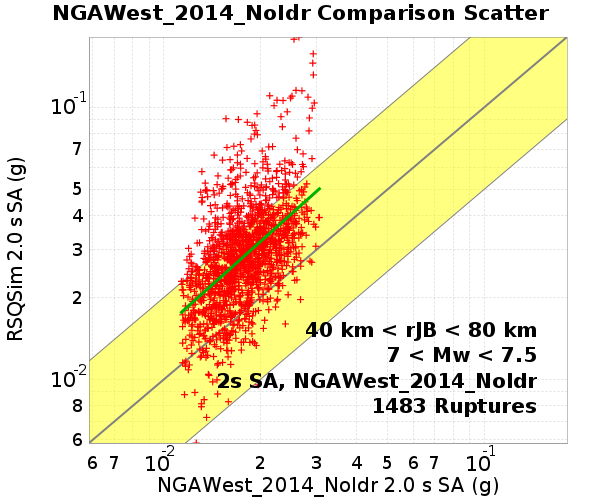 NGAWest_2014_NoIdr Comparison Scatter
RSQSim 2.0 s SA (g)
10⁻¹
7
5
4
3
2
10⁻²
8
6
40 km < rJB < 80 km
7 < Mw < 7.5
2s SA, NGAWest_2014_NoIdr
1483 Ruptures
6 7 10⁻² 2 3 4 5 6 7 10⁻¹
NGAWest_2014_NoIdr 2.0 s SA (g)